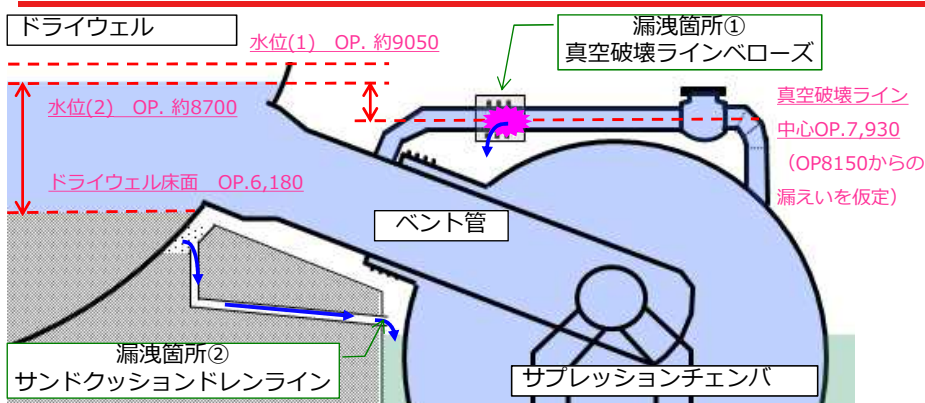 ドライウェル
水位(1) OP. 約9050
漏洩箇所①
真空破壊ラインベローズ
水位(2) OP. 約8700
真空破壊ライン
中心OP.7,930
(OP8150からの
漏えいを仮定)
ドライウェル床面 OP.6,180
ベント管
漏洩箇所②
サンドクッションドレンライン
サプレッションチェンバ